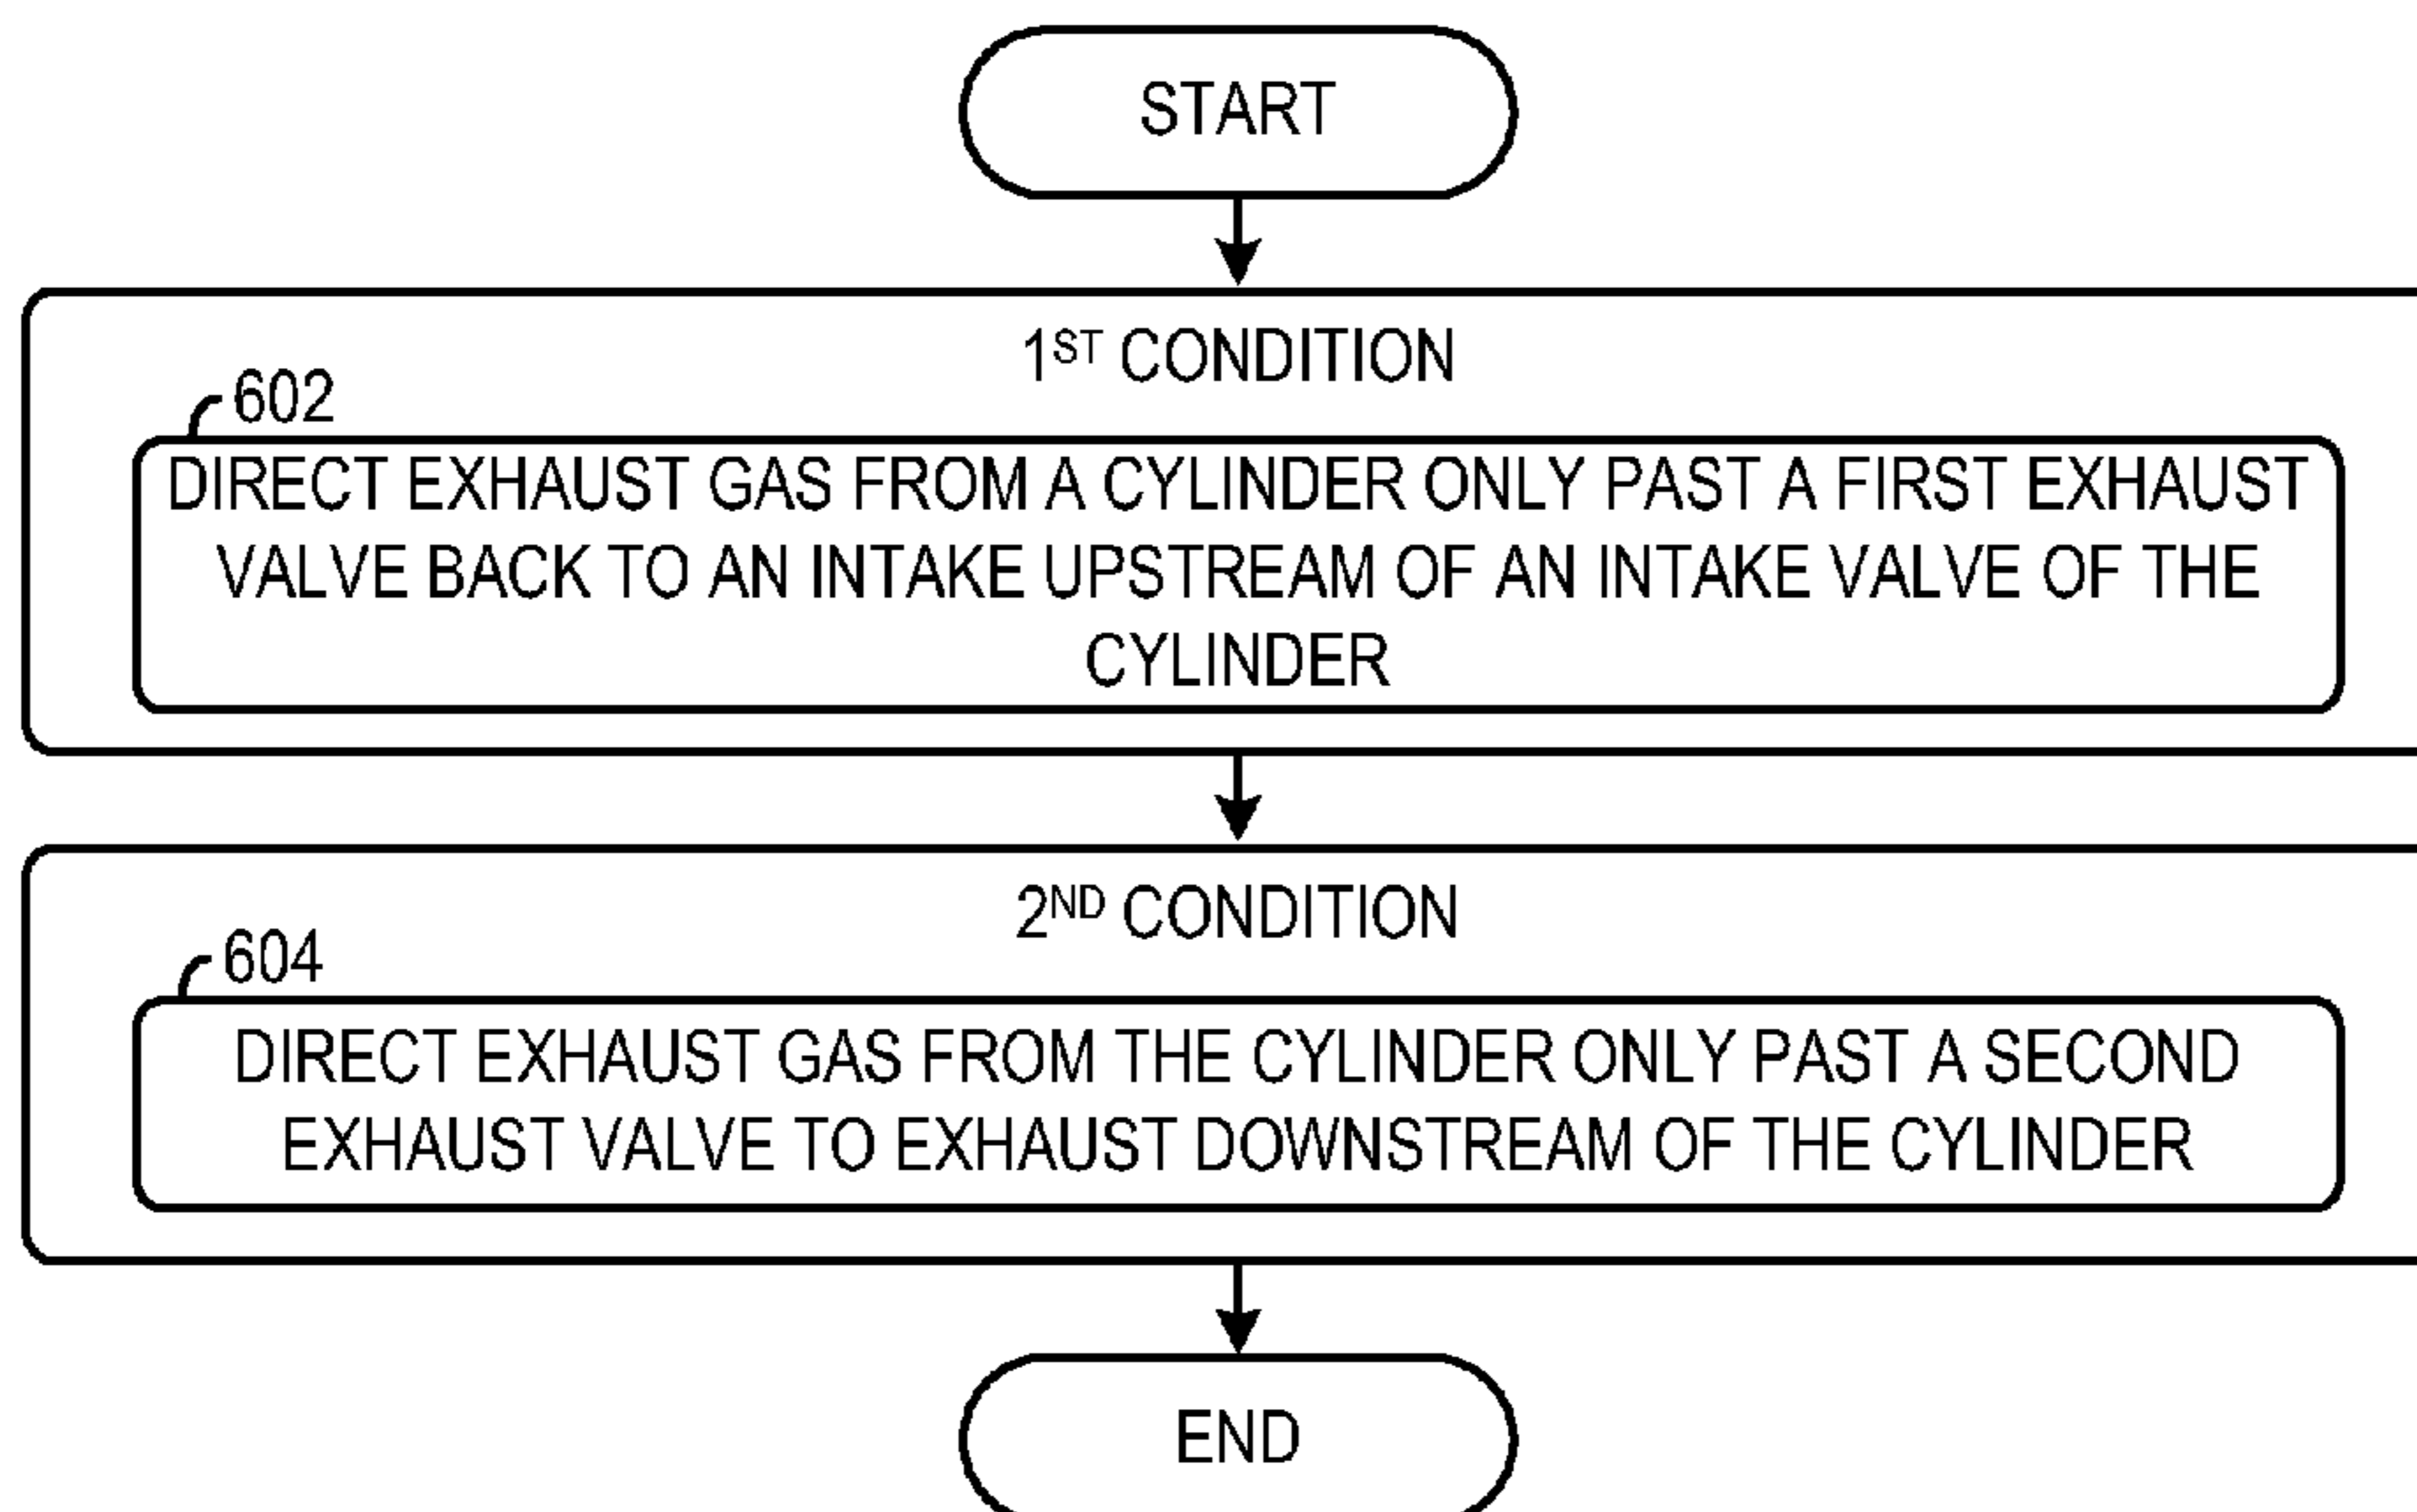 START
1ST CONDITION
602
DIRECT EXHAUST GAS FROM A CYLINDER ONLY PAST A FIRST EXHAUST
VALVE BACK TO AN INTAKE UPSTREAM OF AN INTAKE VALVE OF THE
CYLINDER
2ND CONDITION
604
DIRECT EXHAUST GAS FROM THE CYLINDER ONLY PAST A SECOND
EXHAUST VALVE TO EXHAUST DOWNSTREAM OF THE CYLINDER
END